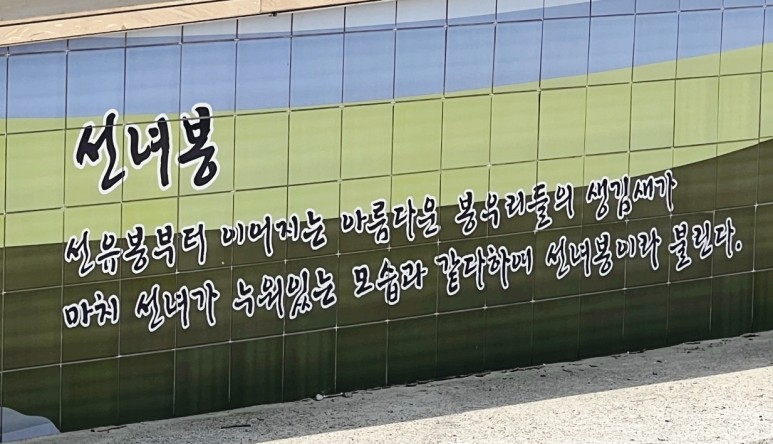 선녀봉
선유봉부터 이어지는 아름다운 봉우리들의 생김새가
마치 선녀가 누워있는 모습과 같다하여 선녀봉이라 불린다.